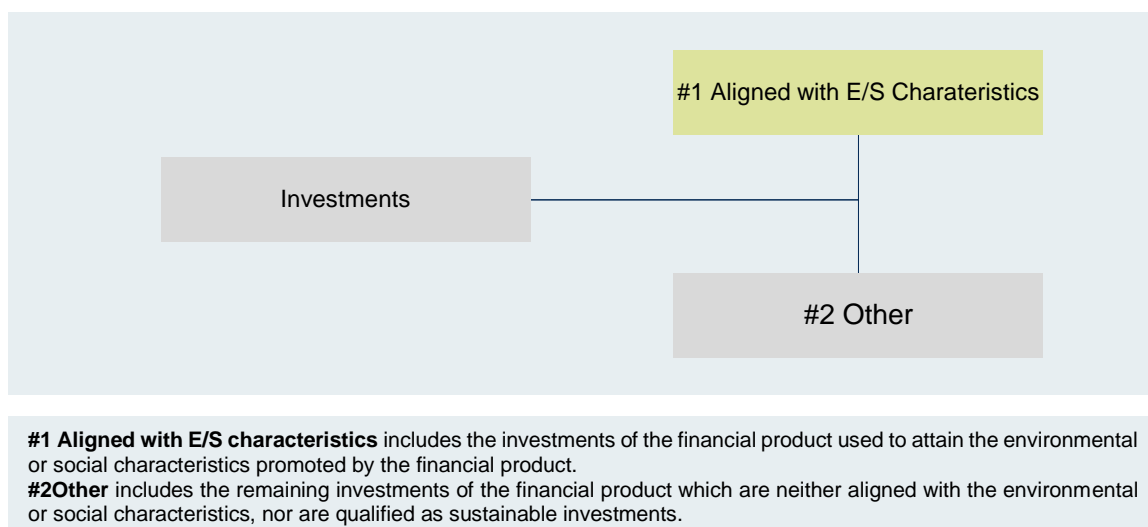 #1 Aligned with E/S Charateristics
Investments
#2 Other
#1 Aligned with E/S characteristics includes the investments of the financial product used to attain the environmental
or social characteristics promoted by the financial product.
#2Other includes the remaining investments of the financial product which are neither aligned with the environmental
or social characteristics, nor are qualified as sustainable investments.